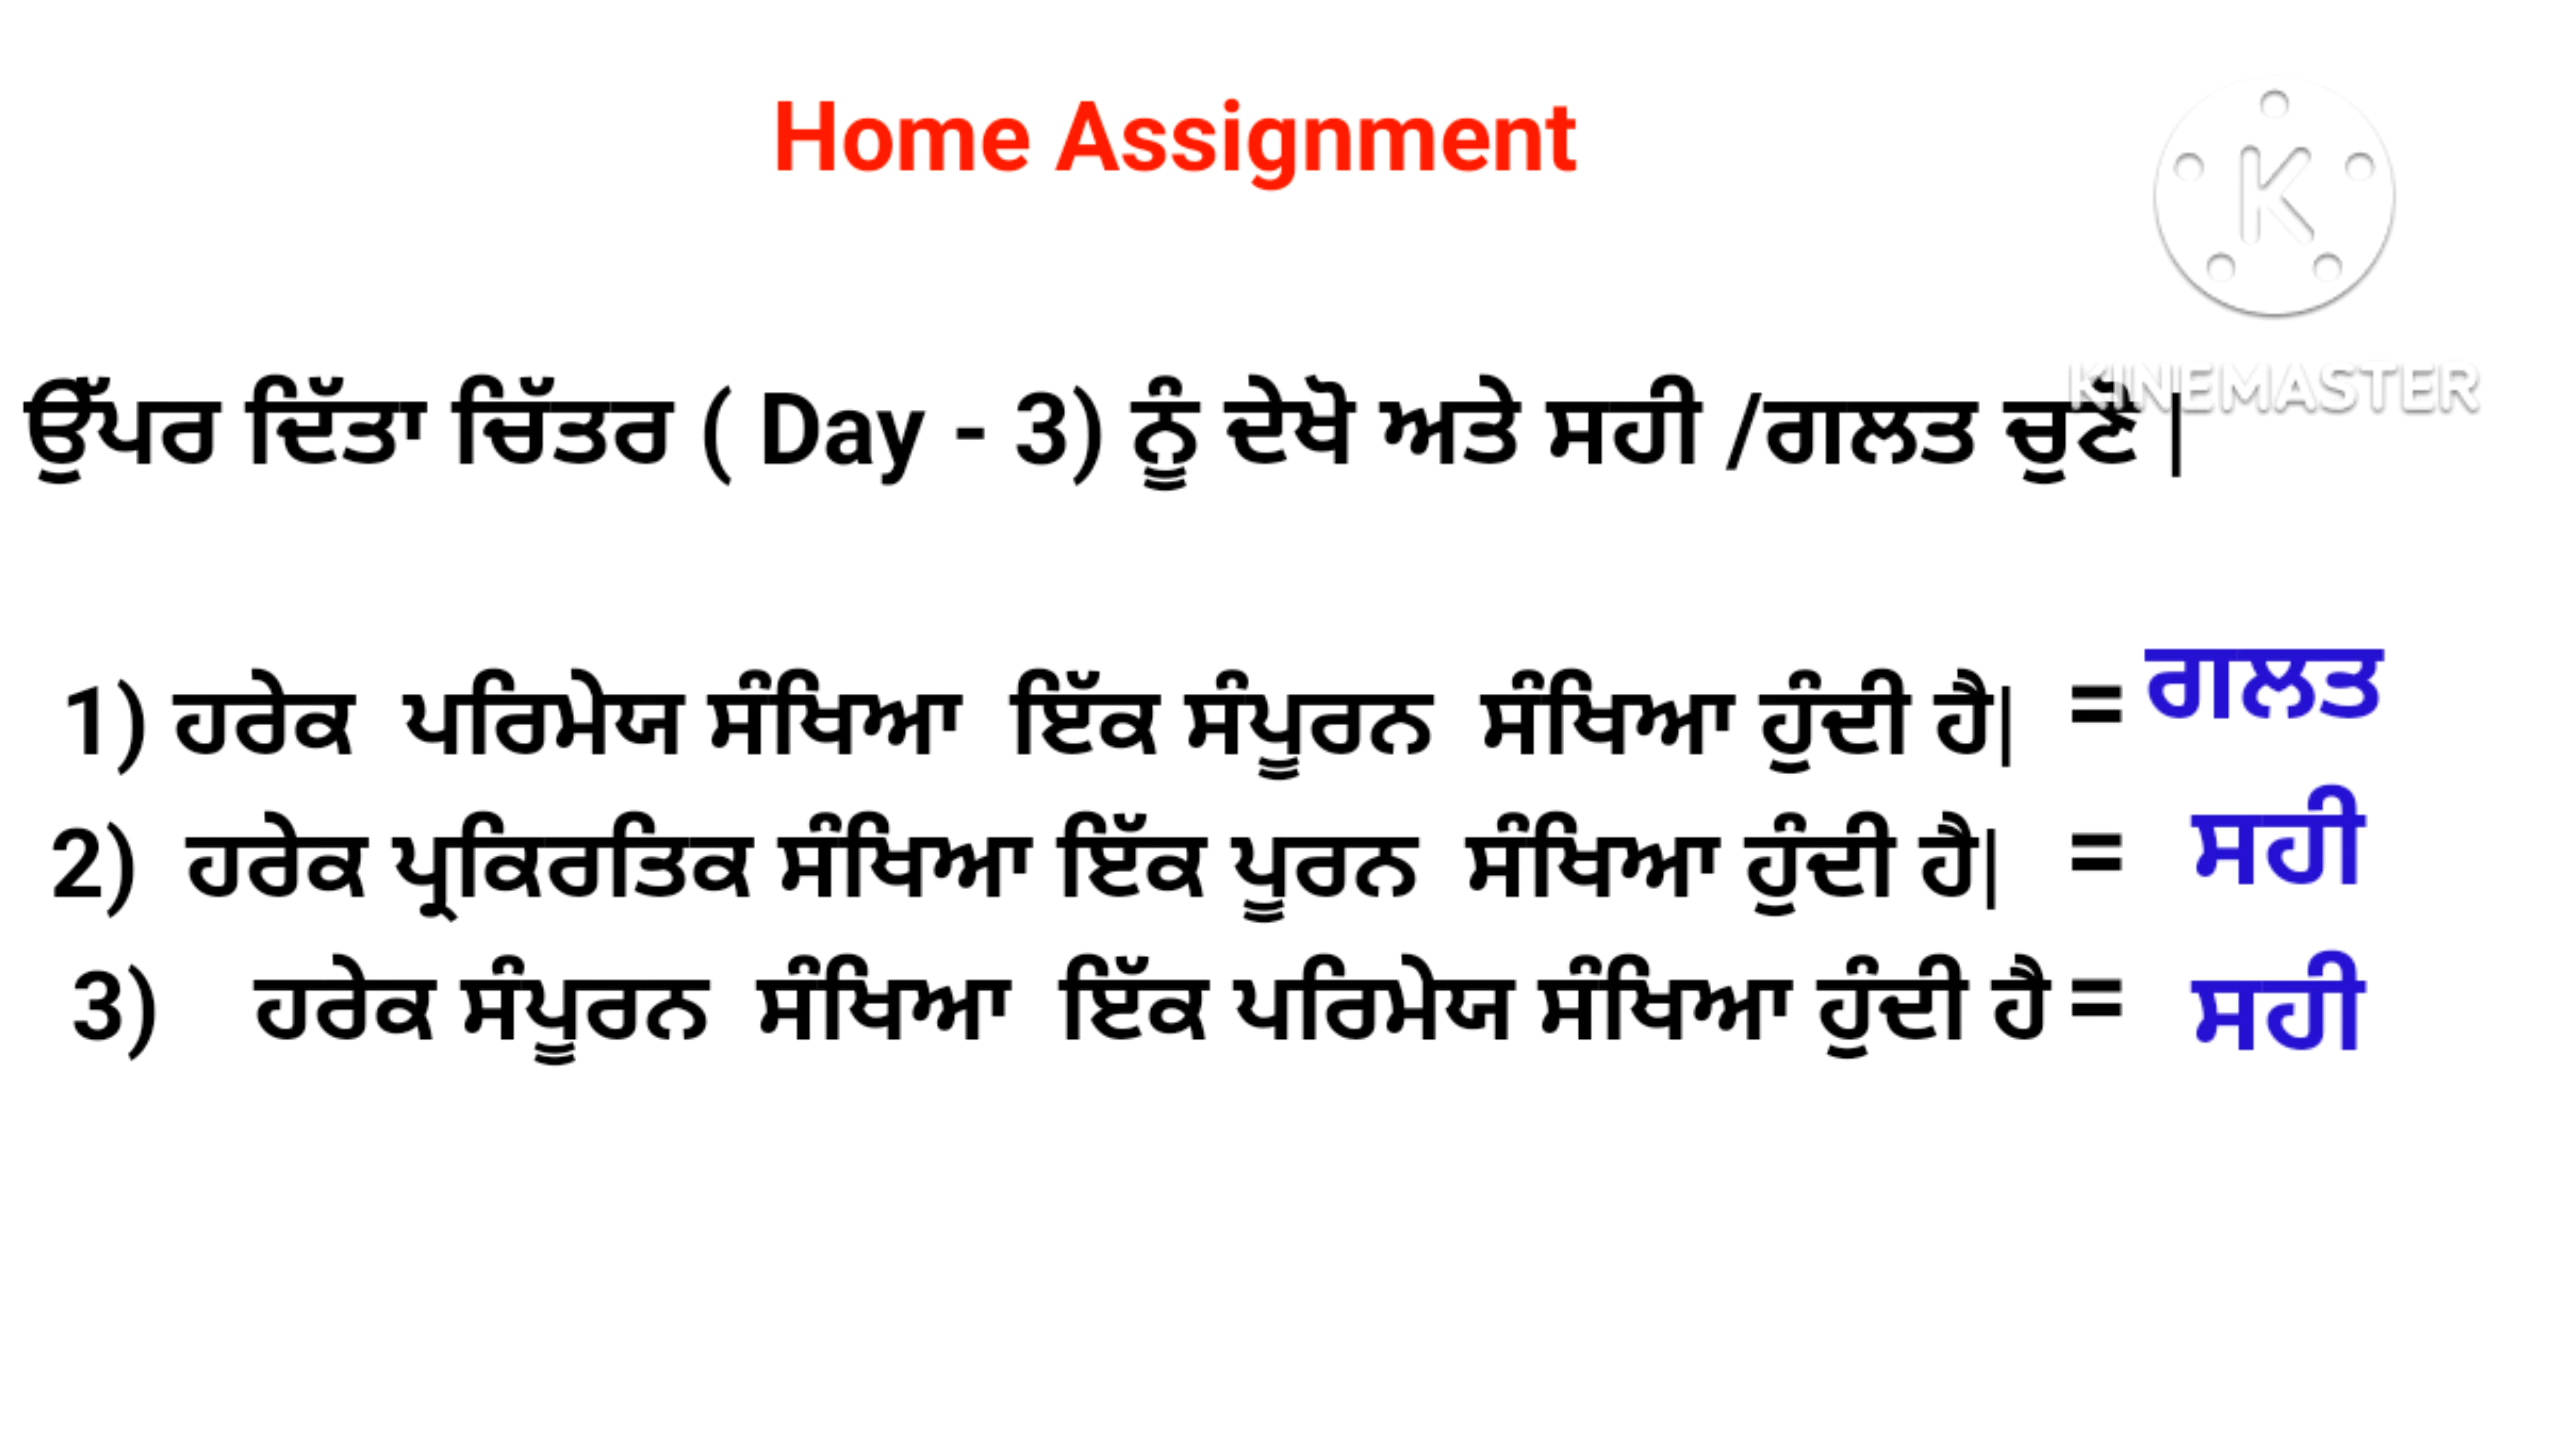 Home Assignment
K
KINEMASTER
ਉੱਪਰ ਦਿੱਤਾ ਚਿੱਤਰ ( Day - 3) ਨੂੰ ਦੇਖੋ ਅਤੇ ਸਹੀ /ਗਲਤ ਚੁਣੋ |
1) ਹਰੇਕ ਪਰਿਮੇਯ ਸੰਖਿਆ ਇੱਕ ਸੰਪੂਰਨ ਸੰਖਿਆ ਹੁੰਦੀ ਹੈ| = ਗਲਤ
2) ਹਰੇਕ ਪ੍ਰਕਿਰਤਿਕ ਸੰਖਿਆ ਇੱਕ ਪੂਰਨ ਸੰਖਿਆ ਹੁੰਦੀ ਹੈ| = ਸਹੀ
3) ਹਰੇਕ ਸੰਪੂਰਨ ਸੰਖਿਆ ਇੱਕ ਪਰਿਮੇਯ ਸੰਖਿਆ ਹੁੰਦੀ ਹੈ = ਸਹੀ